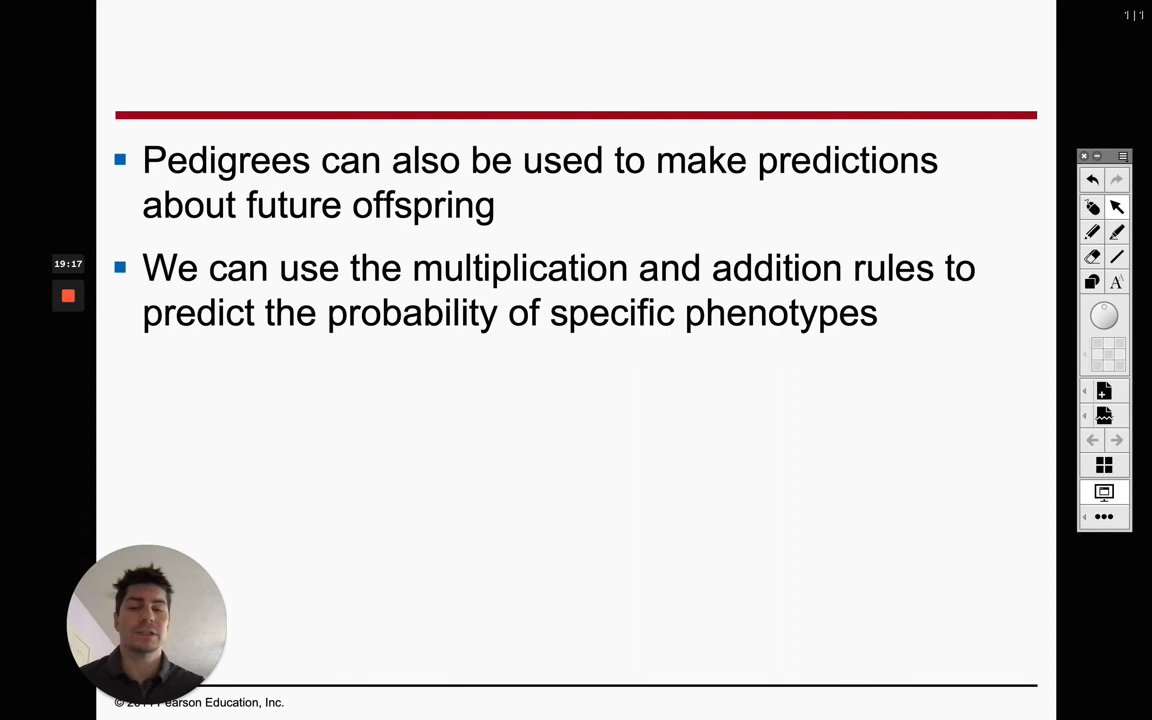 1 | 1
Pedigrees can also be used to make predictions
about future offspring
We can use the multiplication and addition rules to
predict the probability of specific phenotypes
19:17
A
© Pearson Education, Inc.